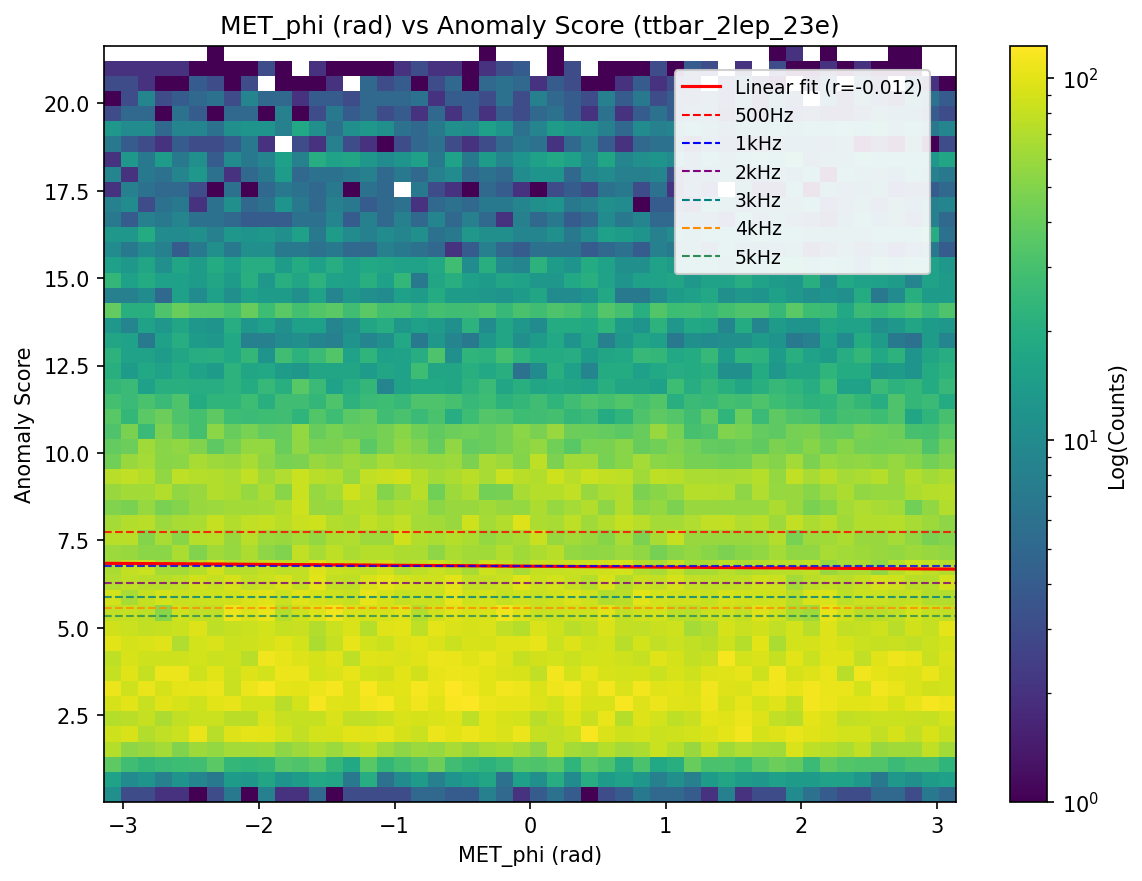 MET_phi (rad) vs Anomaly Score (ttbar_2lep_23e)
Linear fit (r=-0.012)
500Hz
1kHz
2kHz
3kHz
4kHz
5kHz
20.0
17.5
15.0
12.5
10.0
7.5
5.0
2.5
Anomaly Score
−3
−2
−1
0
1
2
3
MET_phi (rad)
10²
10¹
10⁰
Log(Counts)